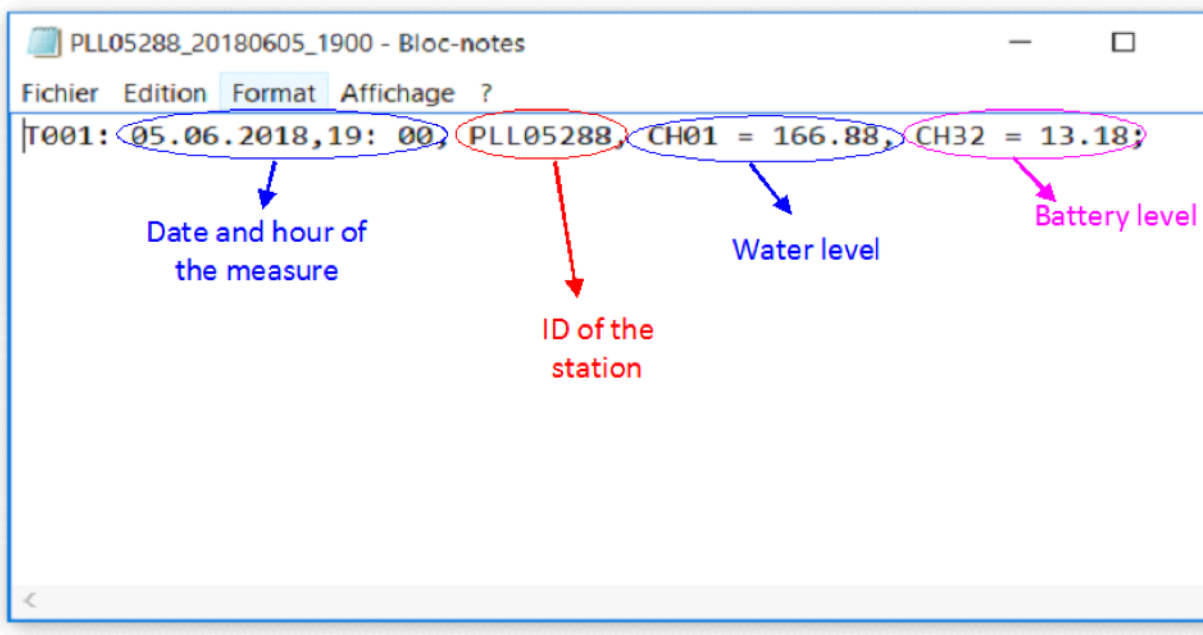 PLL05288_20180605_1900 - Bloc-notes
Fichier Edition Format Affichage ?
T001: 05.06.2018,19: 00, PLL05288, CH01 = 166.88, CH32 = 13.18;
Date and hour of
the measure
Water level
Battery level
ID of the
station